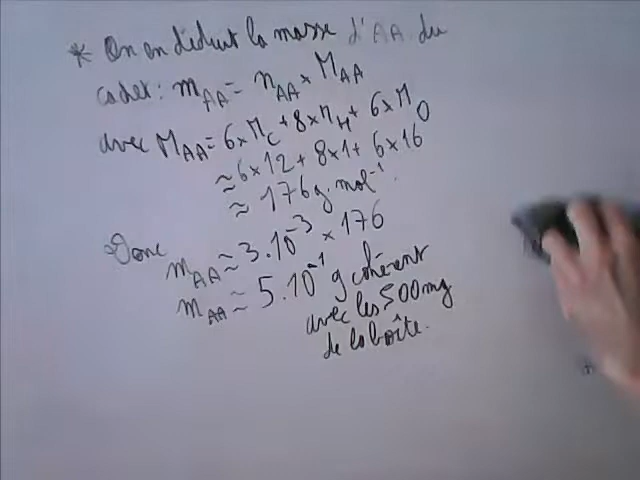 * On en déduit la masse d'AA du
cachet : m_AA = n_AA × M_AA
avec M_AA = 6×M_C + 8×M_H + 6×M_O
≈ 6×12 + 8×1 + 6×16
≈ 176 g.mol⁻¹.
Donc m_AA ≈ 3.10⁻³ × 176
m_AA ≈ 5.10⁻¹ g cohérent
avec les 500mg
de la boîte.